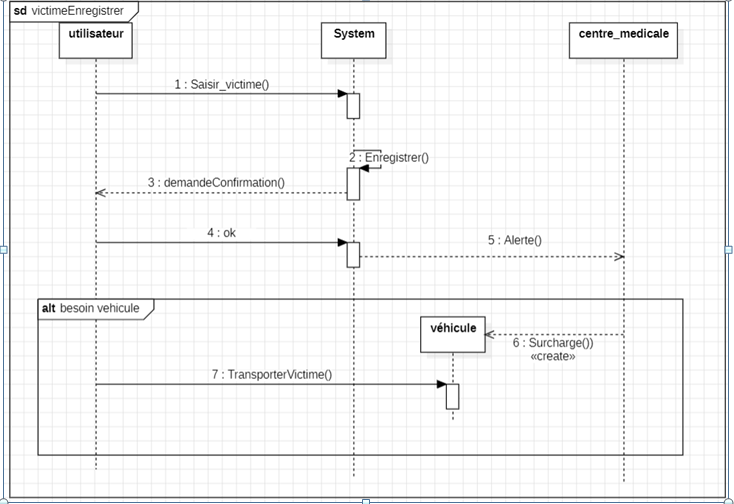 sd victimeEnregistrer
utilisateur
System
centre_medicale
1 : Saisir_victime()
2 : Enregistrer()
3 : demandeConfirmation()
4 : ok
5 : Alerte()
alt besoin vehicule
véhicule
6 : Surcharge())
«create»
7 : TransporterVictime()